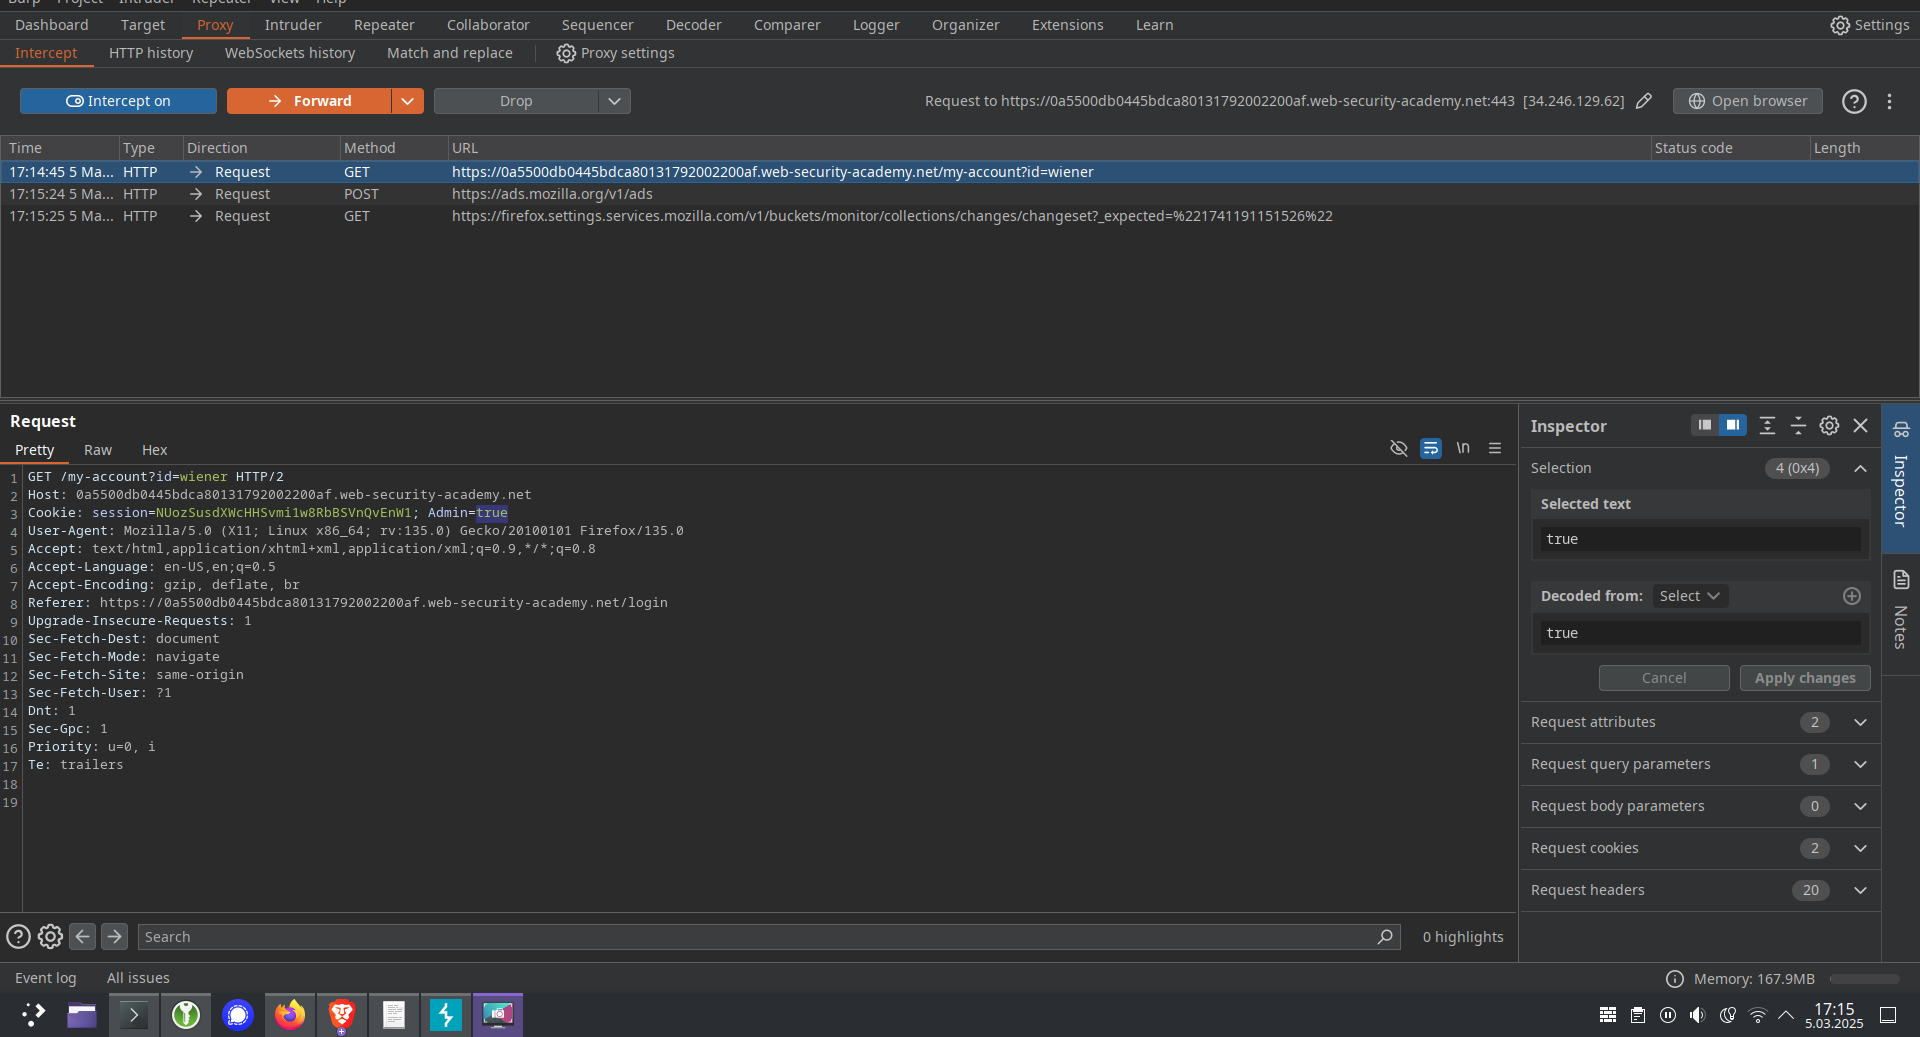 Burp Project Intruder Repeater View Help
Dashboard Target Proxy Intruder Repeater Collaborator Sequencer Decoder Comparer Logger Organizer Extensions Learn Settings
Intercept HTTP history WebSockets history Match and replace Proxy settings
Intercept on Forward Drop Request to https://0a5500db0445bdca80131792002200af.web-security-academy.net:443 [34.246.129.62] Open browser
Time Type Direction Method URL Status code Length
17:14:45 5 Ma... HTTP Request GET https://0a5500db0445bdca80131792002200af.web-security-academy.net/my-account?id=wiener
17:15:24 5 Ma... HTTP Request POST https://ads.mozilla.org/v1/ads
17:15:25 5 Ma... HTTP Request GET https://firefox.settings.services.mozilla.com/v1/buckets/monitor/collections/changes/changeset?_expected=%221741191151526%22
Request
Pretty Raw Hex
\n
1 GET /my-account?id=wiener HTTP/2
2 Host: 0a5500db0445bdca80131792002200af.web-security-academy.net
3 Cookie: session=NUozSusdXWcHHSvmi1w8RbBSVnQvEnW1; Admin=true
4 User-Agent: Mozilla/5.0 (X11; Linux x86_64; rv:135.0) Gecko/20100101 Firefox/135.0
5 Accept: text/html,application/xhtml+xml,application/xml;q=0.9,*/*;q=0.8
6 Accept-Language: en-US,en;q=0.5
7 Accept-Encoding: gzip, deflate, br
8 Referer: https://0a5500db0445bdca80131792002200af.web-security-academy.net/login
9 Upgrade-Insecure-Requests: 1
10 Sec-Fetch-Dest: document
11 Sec-Fetch-Mode: navigate
12 Sec-Fetch-Site: same-origin
13 Sec-Fetch-User: ?1
14 Dnt: 1
15 Sec-Gpc: 1
16 Priority: u=0, i
17 Te: trailers
18
19
Inspector
Selection 4 (0x4)
Selected text
true
Decoded from: Select
true
Cancel Apply changes
Request attributes 2
Request query parameters 1
Request body parameters 0
Request cookies 2
Request headers 20
Inspector
Notes
Search 0 highlights
Event log All issues Memory: 167.9MB
17:15
5.03.2025